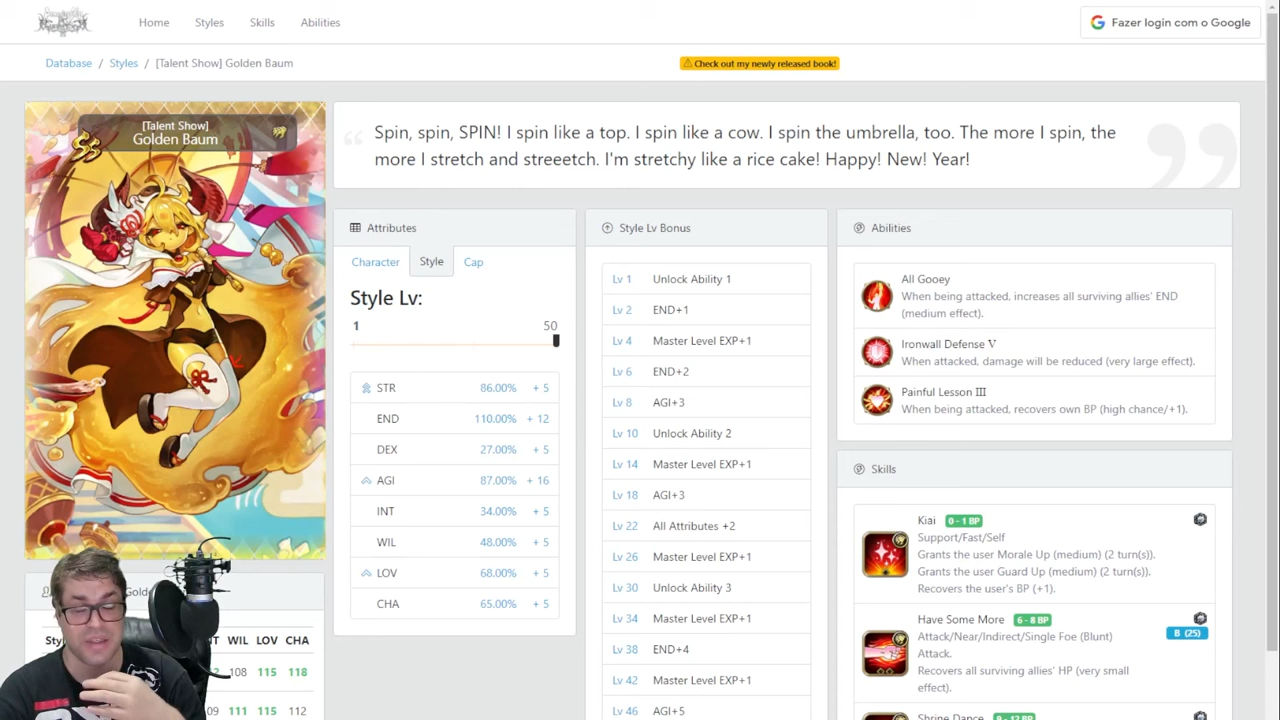 Home Styles Skills Abilities
Fazer login com o Google
Database / Styles / [Talent Show] Golden Baum
Check out my newly released book!
[Talent Show]
Golden Baum
SS
Spin, spin, SPIN! I spin like a top. I spin like a cow. I spin the umbrella, too. The more I spin, the
more I stretch and streeetch. I'm stretchy like a rice cake! Happy! New! Year!
Attributes
Character Style Cap
Style Lv:
1 50
STR 86.00% + 5
END 110.00% + 12
DEX 27.00% + 5
AGI 87.00% + 16
INT 34.00% + 5
WIL 48.00% + 5
LOV 68.00% + 5
CHA 65.00% + 5
Style Lv Bonus
Lv 1 Unlock Ability 1
Lv 2 END+1
Lv 4 Master Level EXP+1
Lv 6 END+2
Lv 8 AGI+3
Lv 10 Unlock Ability 2
Lv 14 Master Level EXP+1
Lv 18 AGI+3
Lv 22 All Attributes +2
Lv 26 Master Level EXP+1
Lv 30 Unlock Ability 3
Lv 34 Master Level EXP+1
Lv 38 END+4
Lv 42 Master Level EXP+1
Lv 46 AGI+5
Abilities
All Gooey
When being attacked, increases all surviving allies' END
(medium effect).
Ironwall Defense V
When attacked, damage will be reduced (very large effect).
Painful Lesson III
When being attacked, recovers own BP (high chance/+1).
Skills
Kiai 0 - 1 BP
Support/Fast/Self
Grants the user Morale Up (medium) (2 turn(s)).
Grants the user Guard Up (medium) (2 turn(s)).
Recovers the user's BP (+1).
Have Some More 6 - 8 BP
B (25)
Attack/Near/Indirect/Single Foe (Blunt)
Attack.
Recovers all surviving allies' HP (very small
effect).
Shrine Dance 9 - 12 BP
WIL LOV CHA
108 115 118
111 115 112